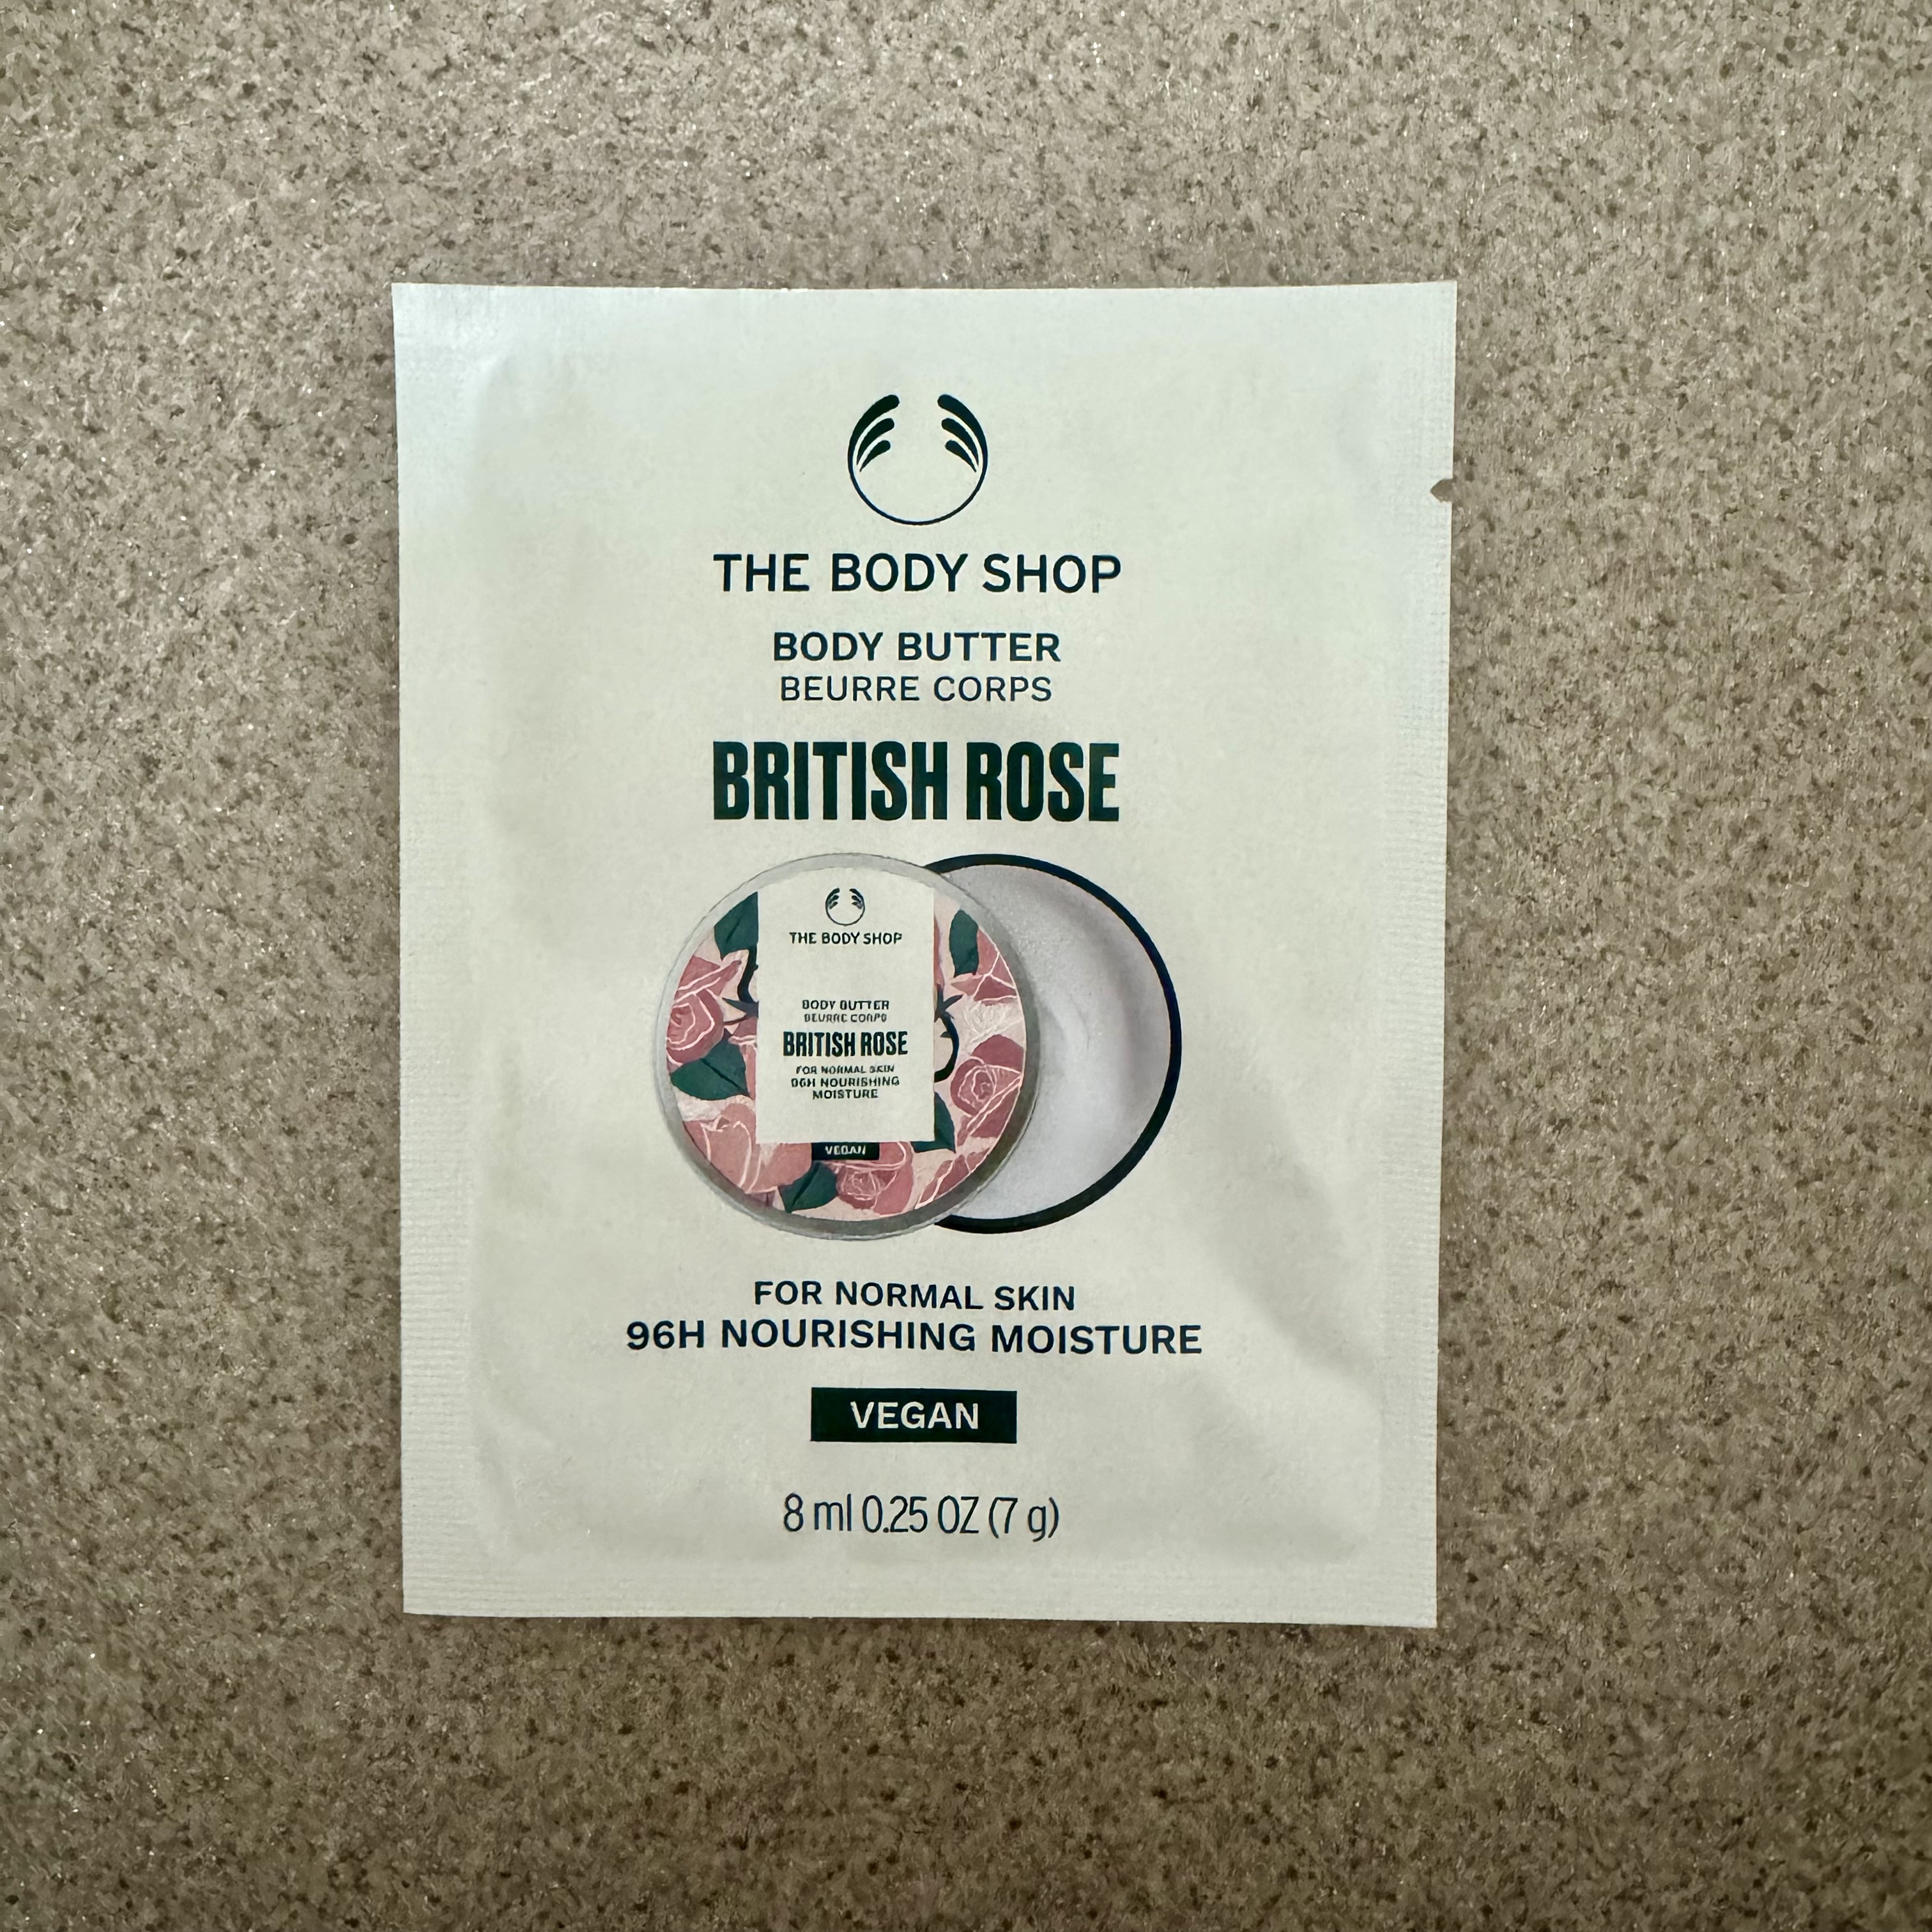 THE BODY SHOP
BODY BUTTER
BEURRE CORPS
BRITISH ROSE
THE BODY SHOP
BODY BUTTER
BEURRE CORPS
BRITISH ROSE
FOR NORMAL SKIN
96H NOURISHING
MOISTURE
VEGAN
FOR NORMAL SKIN
96H NOURISHING MOISTURE
VEGAN
8 ml 0.25 OZ (7 g)